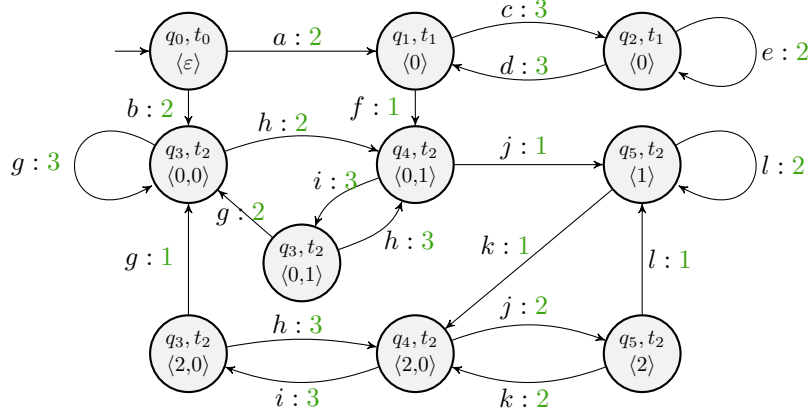 c : 3
q₀, t₀
⟨ε⟩
a : 2
q₁, t₁
⟨0⟩
d : 3
q₂, t₁
⟨0⟩
e : 2
b : 2
f : 1
g : 3
q₃, t₂
⟨0,0⟩
h : 2
q₄, t₂
⟨0,1⟩
j : 1
q₅, t₂
⟨1⟩
l : 2
i : 3
g : 2
q₃, t₂
⟨0,1⟩
h : 3
k : 1
g : 1
l : 1
q₃, t₂
⟨2,0⟩
h : 3
i : 3
q₄, t₂
⟨2,0⟩
j : 2
k : 2
q₅, t₂
⟨2⟩